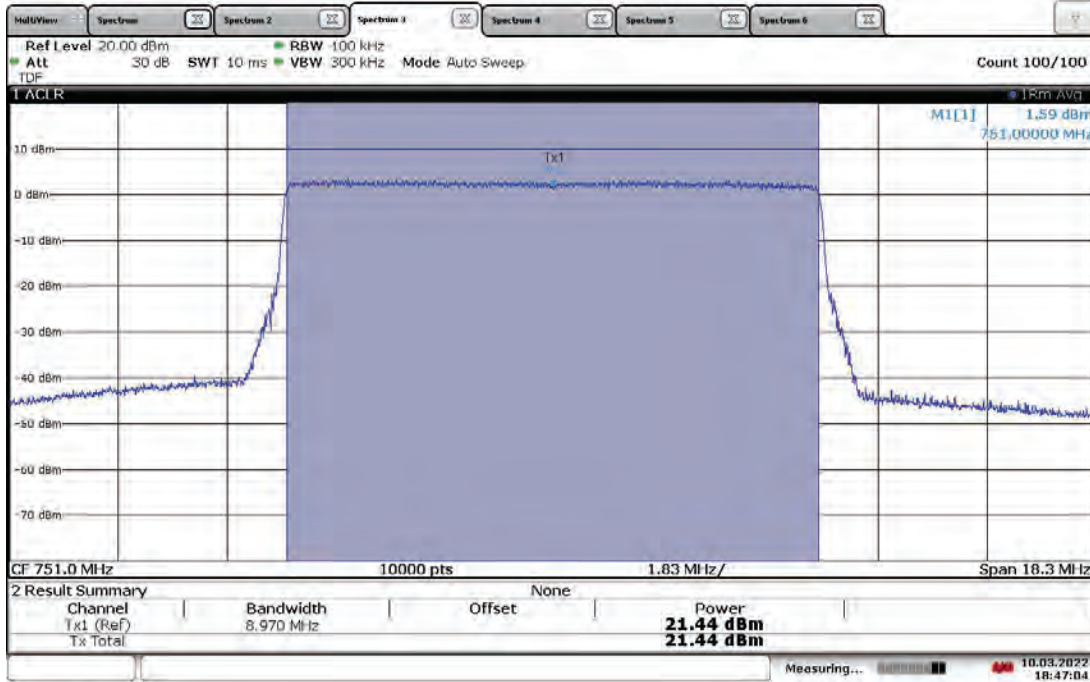 MultiView Spectrum Spectrum 2 Spectrum 3 Spectrum 4 Spectrum 5 Spectrum 6
Ref Level 20.00 dBm RBW 100 kHz
Att 30 dB SWT 10 ms VBW 300 kHz Mode Auto Sweep Count 100/100
TDF
1 ACLR 1Rm Avg
M1[1] 1.59 dBm
751.00000 MHz
10 dBm
Tx1
0 dBm
-10 dBm
-20 dBm
-30 dBm
-40 dBm
-50 dBm
-60 dBm
-70 dBm
CF 751.0 MHz 10000 pts 1.83 MHz/ Span 18.3 MHz
2 Result Summary None
Channel Bandwidth Offset Power
Tx1 (Ref) 8.970 MHz 21.44 dBm
Tx Total 21.44 dBm
Measuring... 10.03.2022
18:47:04